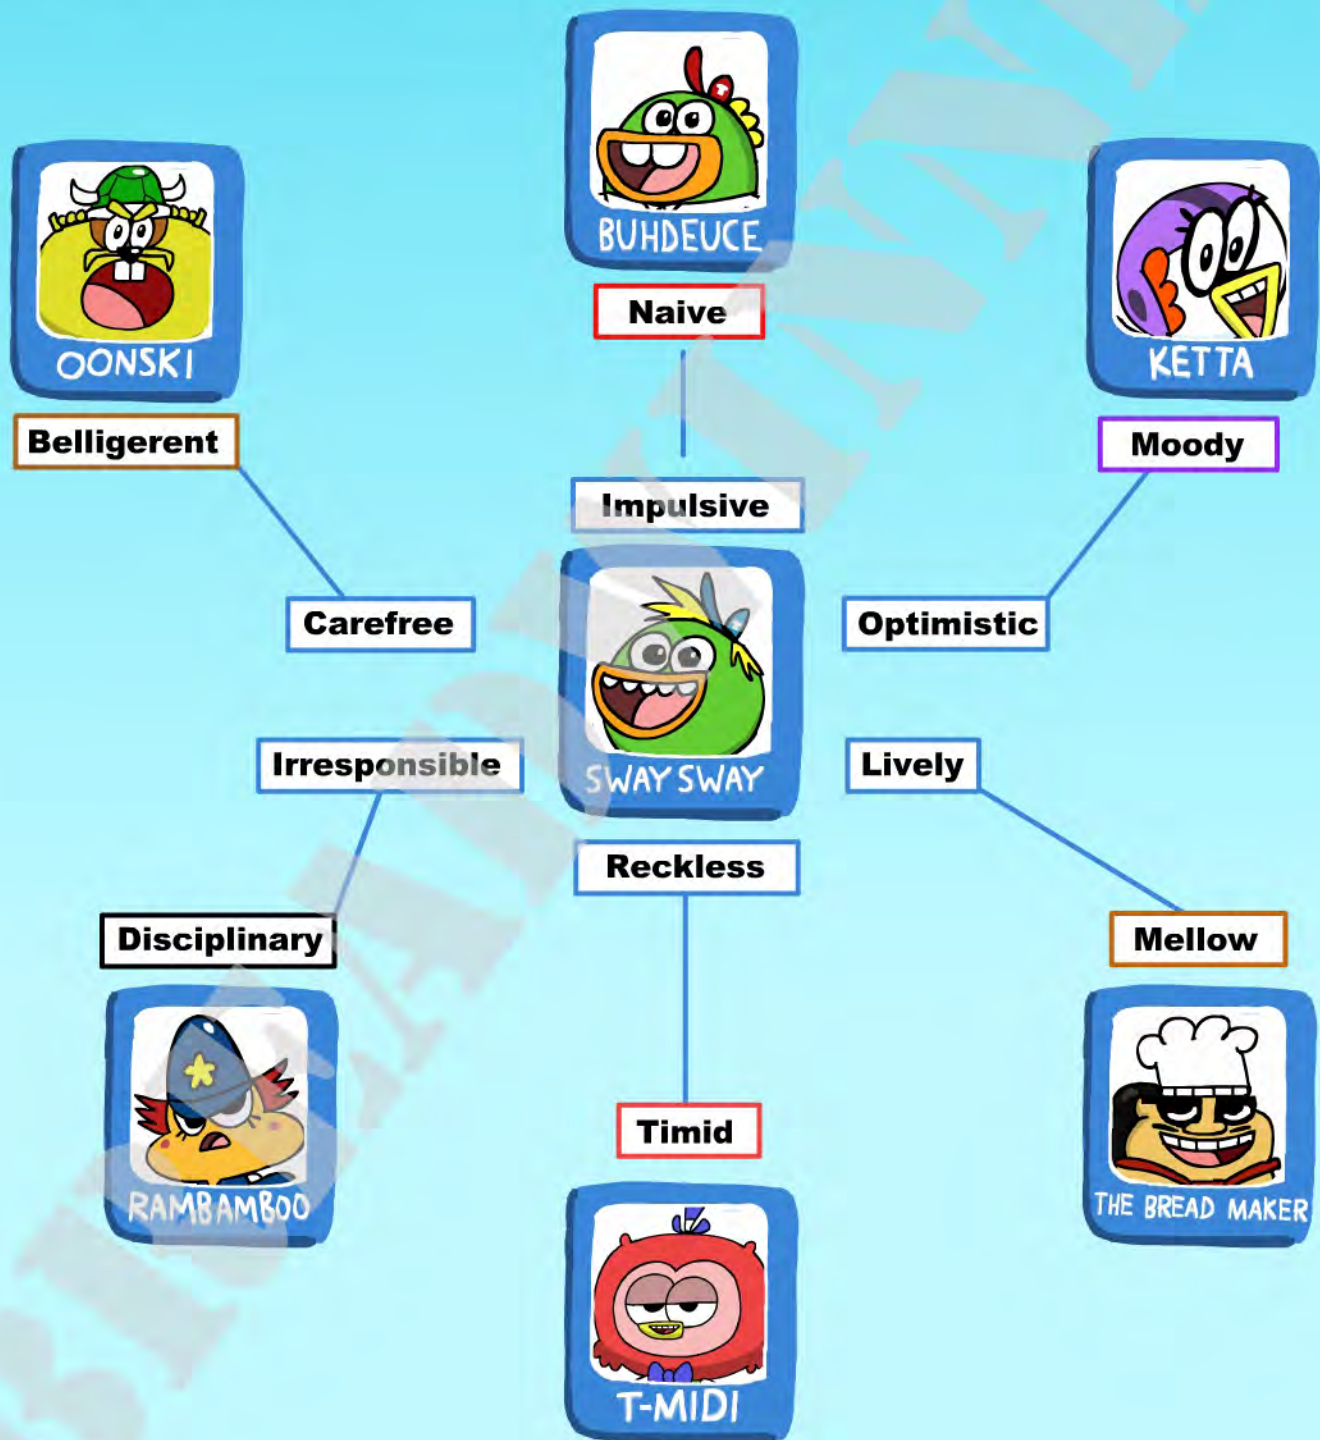 BUHDEUCE
Naive
OONSKI
Belligerent
KETTA
Moody
Impulsive
Carefree
Optimistic
SWAY SWAY
Irresponsible
Lively
Reckless
Disciplinary
RAMBAMBOO
Mellow
THE BREAD MAKER
Timid
T-MIDI